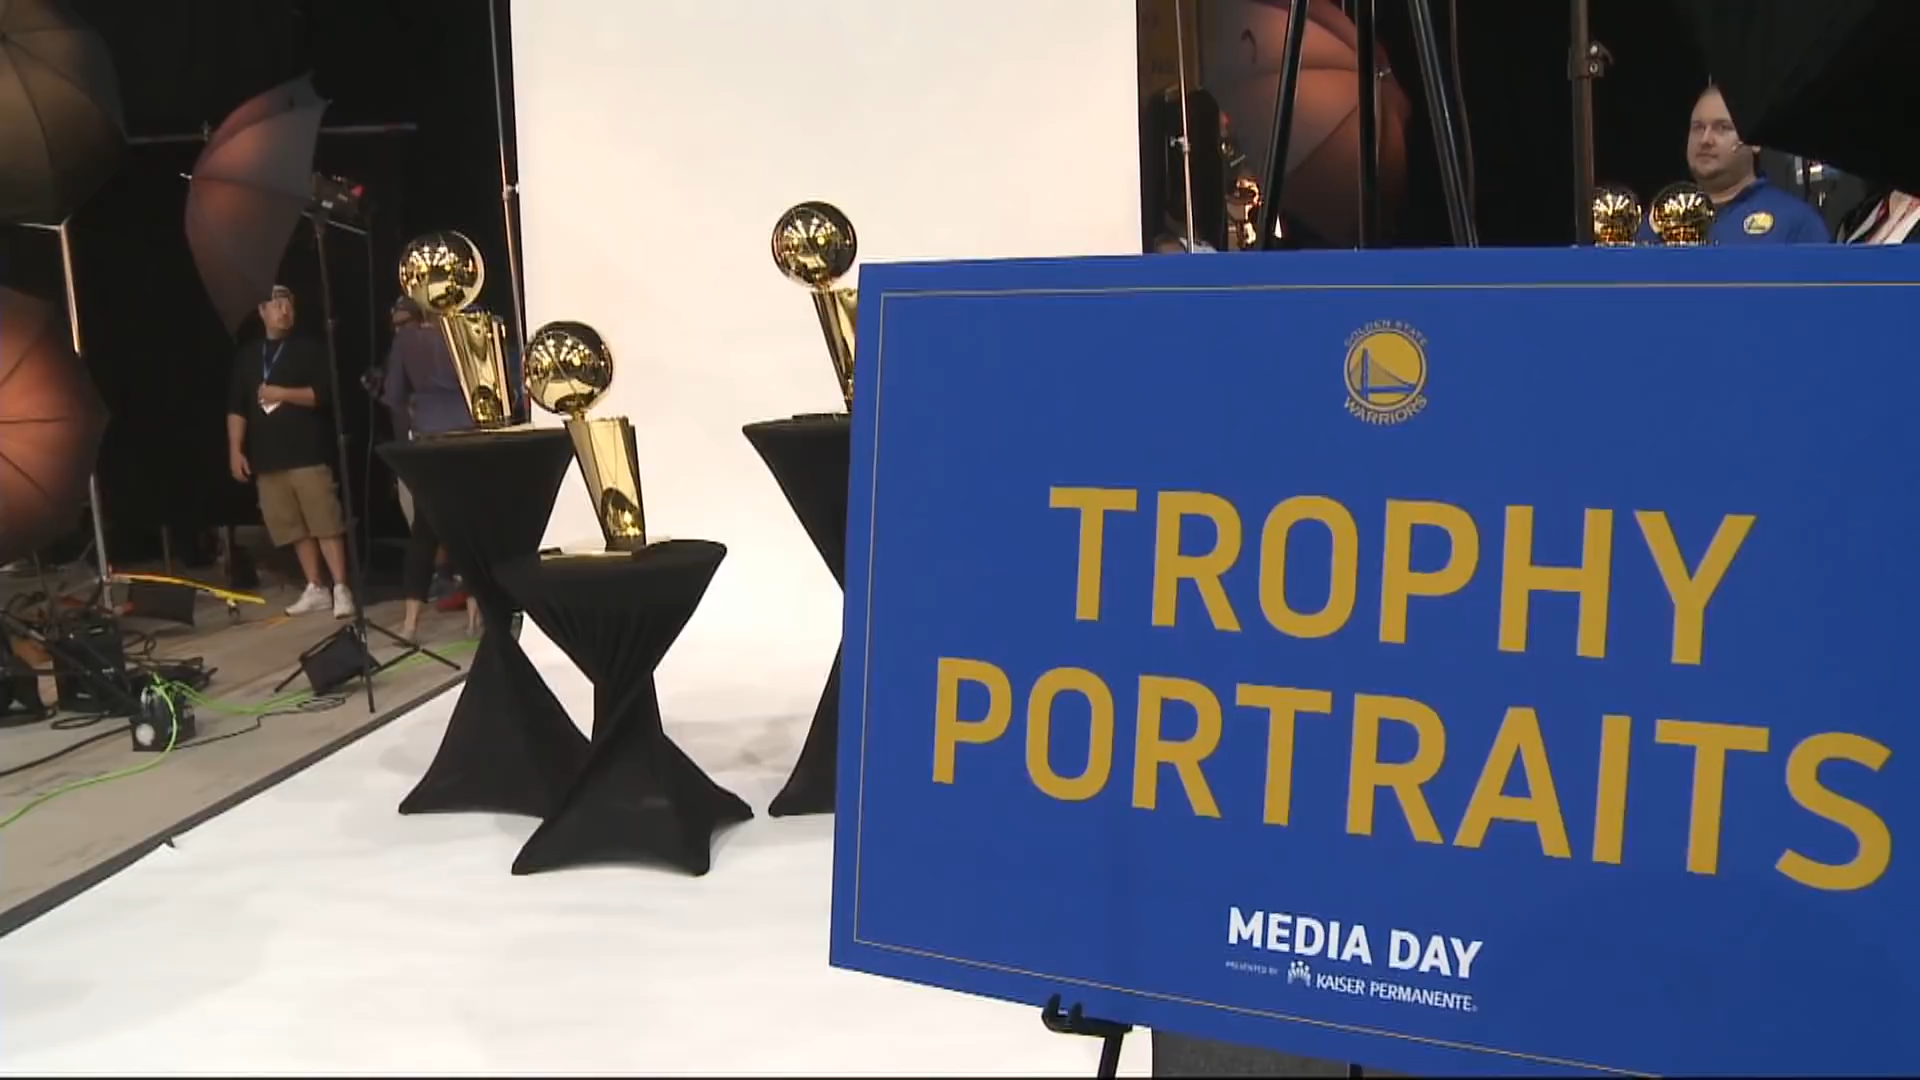 GOLDEN STATE
WARRIORS
TROPHY
PORTRAITS
MEDIA DAY
PRESENTED BY KAISER PERMANENTE